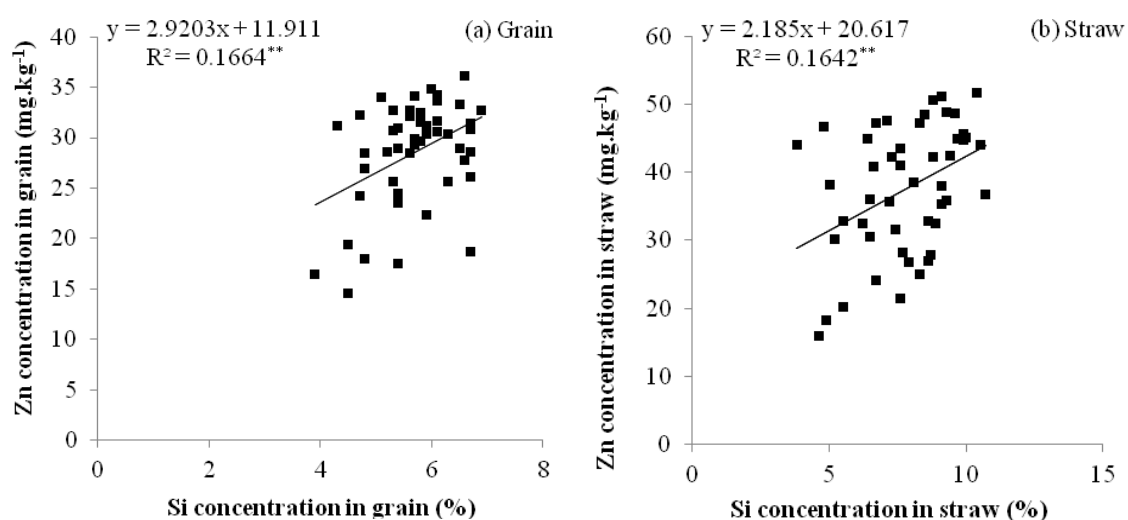 y = 2.9203x + 11.911
R² = 0.1664**
(a) Grain
Zn concentration in grain (mg.kg⁻¹)
40
35
30
25
20
15
10
5
0
0 2 4 6 8
Si concentration in grain (%)
y = 2.185x + 20.617
R² = 0.1642**
(b) Straw
Zn concentration in straw (mg.kg⁻¹)
60
50
40
30
20
10
0
0 5 10 15
Si concentration in straw (%)